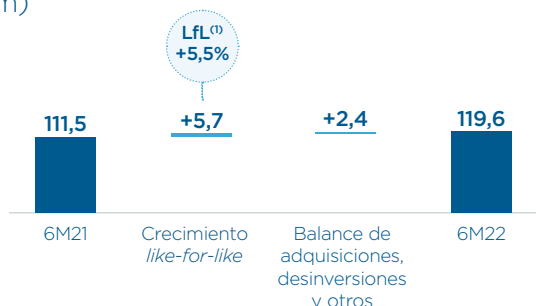 m)
LfL⁽¹⁾
+5,5%
111,5
+5,7
+2,4
119,6
6M21
Crecimiento
like-for-like
Balance de
adquisiciones,
desinversiones
y otros
6M22